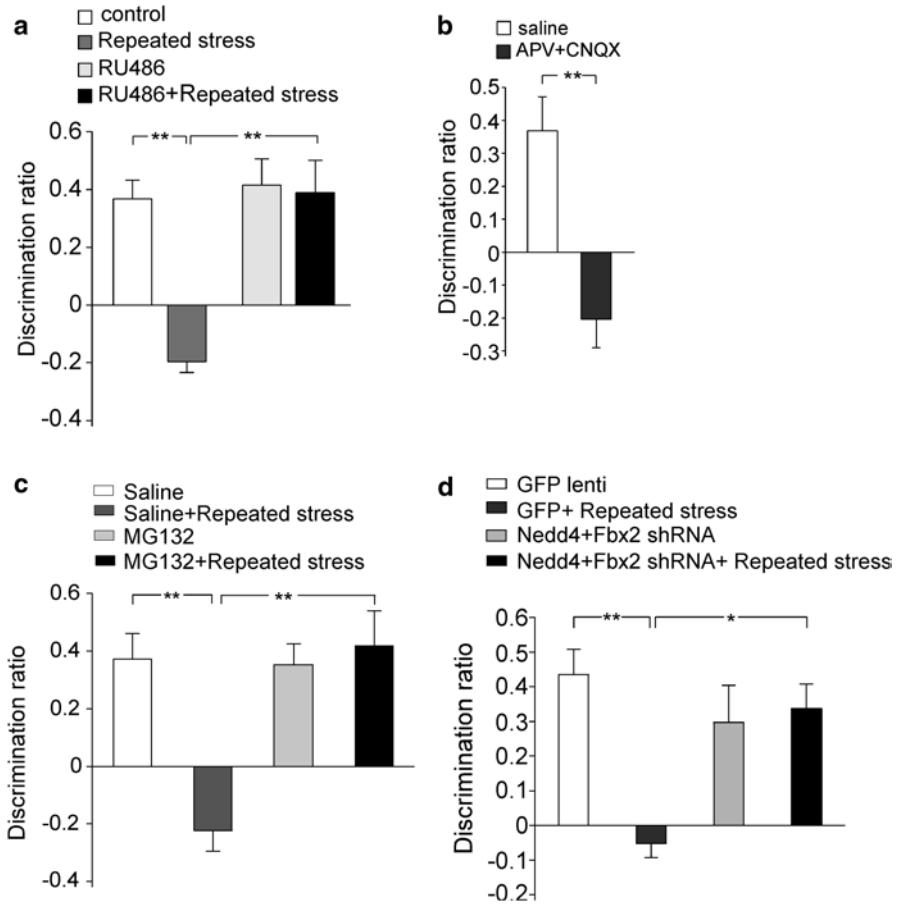 a
control
Repeated stress
RU486
RU486+Repeated stress
Discrimination ratio
0.6
0.4
0.2
0
-0.2
-0.4
**
**
b
saline
APV+CNQX
Discrimination ratio
0.5
0.4
0.3
0.2
0.1
0
-0.1
-0.2
-0.3
**
c
Saline
Saline+Repeated stress
MG132
MG132+Repeated stress
Discrimination ratio
0.6
0.4
0.2
0
-0.2
-0.4
**
**
d
GFP lenti
GFP+ Repeated stress
Nedd4+Fbx2 shRNA
Nedd4+Fbx2 shRNA+ Repeated stress
Discrimination ratio
0.6
0.5
0.4
0.3
0.2
0.1
0
-0.1
-0.2
**
*